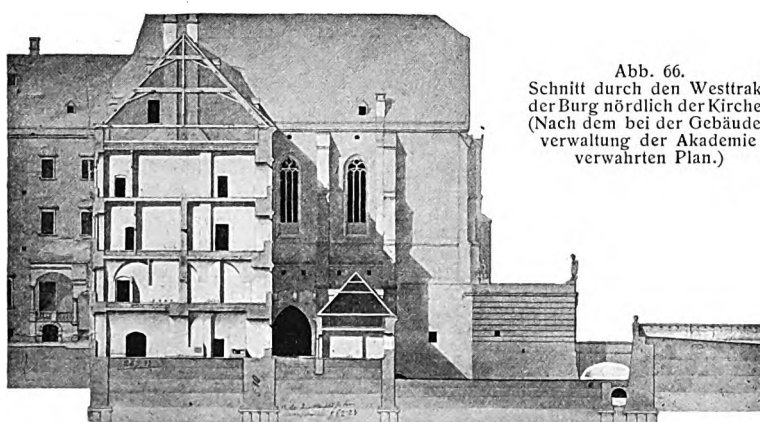 Abb. 66.
Schnitt durch den Westtrak
der Burg nördlich der Kirche
(Nach dem bei der Gebäude
verwaltung der Akademie
verwahrten Plan.)